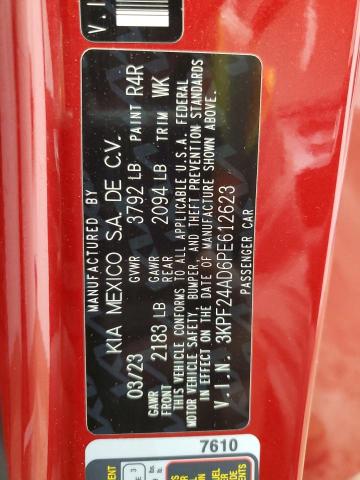 MANUFACTURED BY
KIA MEXICO S.A. DE C.V.
03/23 GVWR 3792 LB PAINT R4R
GAWR FRONT 2183 LB GAWR REAR 2094 LB TRIM WK
THIS VEHICLE CONFORMS TO ALL APPLICABLE U.S.A. FEDERAL
MOTOR VEHICLE SAFETY, BUMPER, AND THEFT PREVENTION STANDARDS
IN EFFECT ON THE DATE OF MANUFACTURE SHOWN ABOVE.
V.I.N. 3KPF24AD6PE612623
PASSENGER CAR
7610